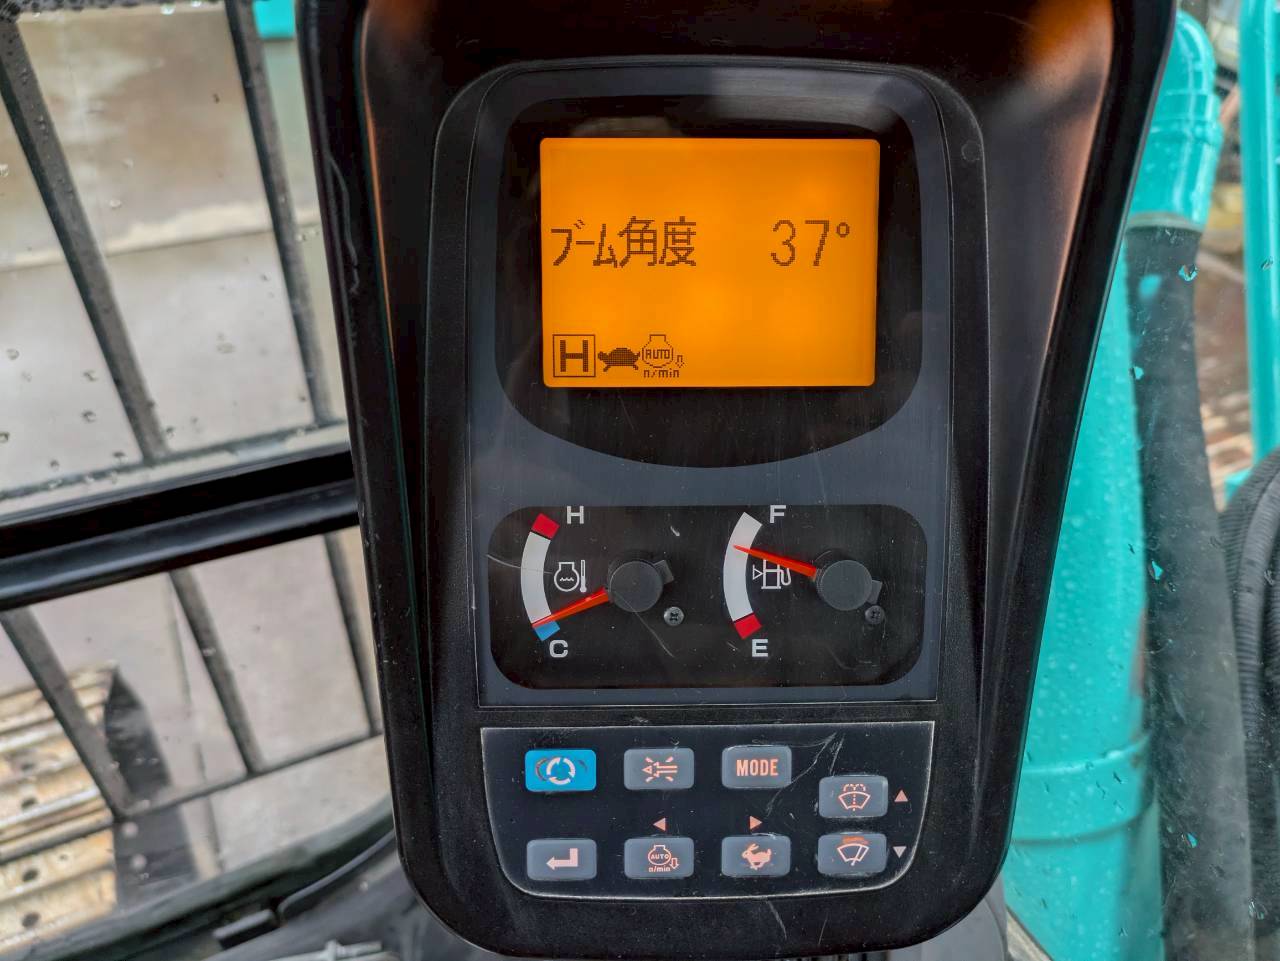 ブーム角度 37°
H AUTO
n/min
H F
C E
MODE
AUTO
n/min